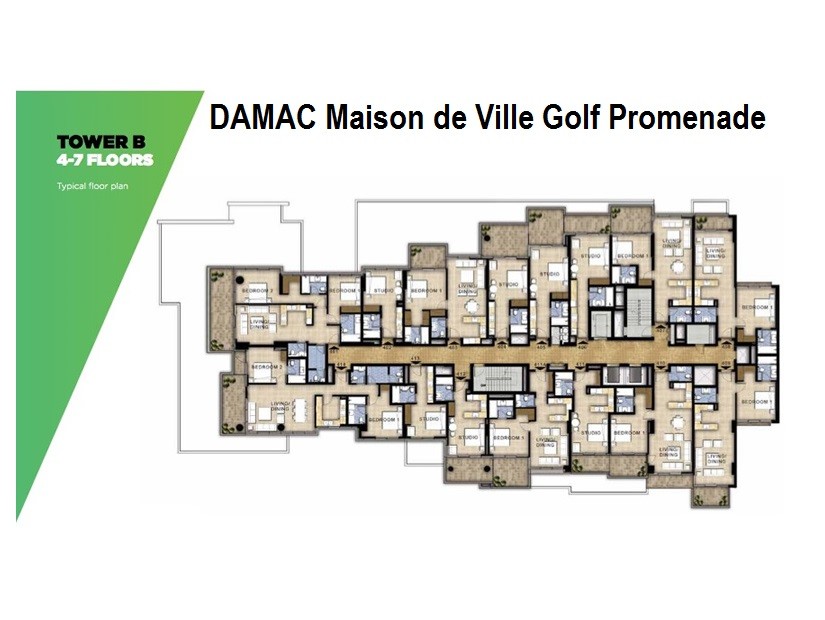 DAMAC Maison de Ville Golf Promenade
TOWER B
4-7 FLOORS
Typical floor plan
LIVING/
DINING
BEDROOM 1
LIVING/
DINING
STUDIO
STUDIO
STUDIO
BEDROOM 2
BEDROOM 1
STUDIO
BEDROOM 1
LIVING/
DINING
BEDROOM 1
LIVING/
DINING
BEDROOM 2
LIVING/
DINING
BEDROOM 1
STUDIO
STUDIO
BEDROOM 1
LIVING/
DINING
STUDIO
BEDROOM 1
LIVING/
DINING
LIVING/
DINING
BEDROOM 1